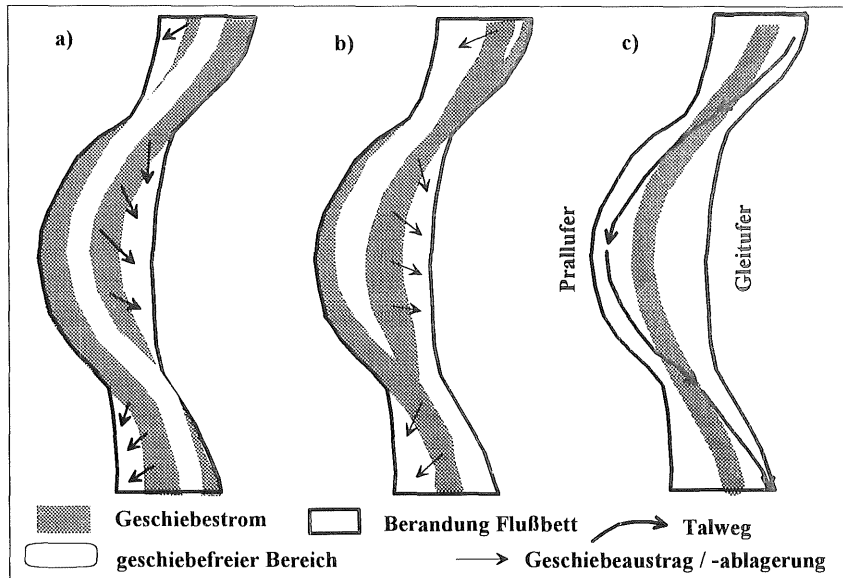 a)
b)
c)
Prallufer
Gleitufer
Geschiebestrom
Berandung Flußbett
Talweg
geschiebefreier Bereich
Geschiebeaustrag / -ablagerung